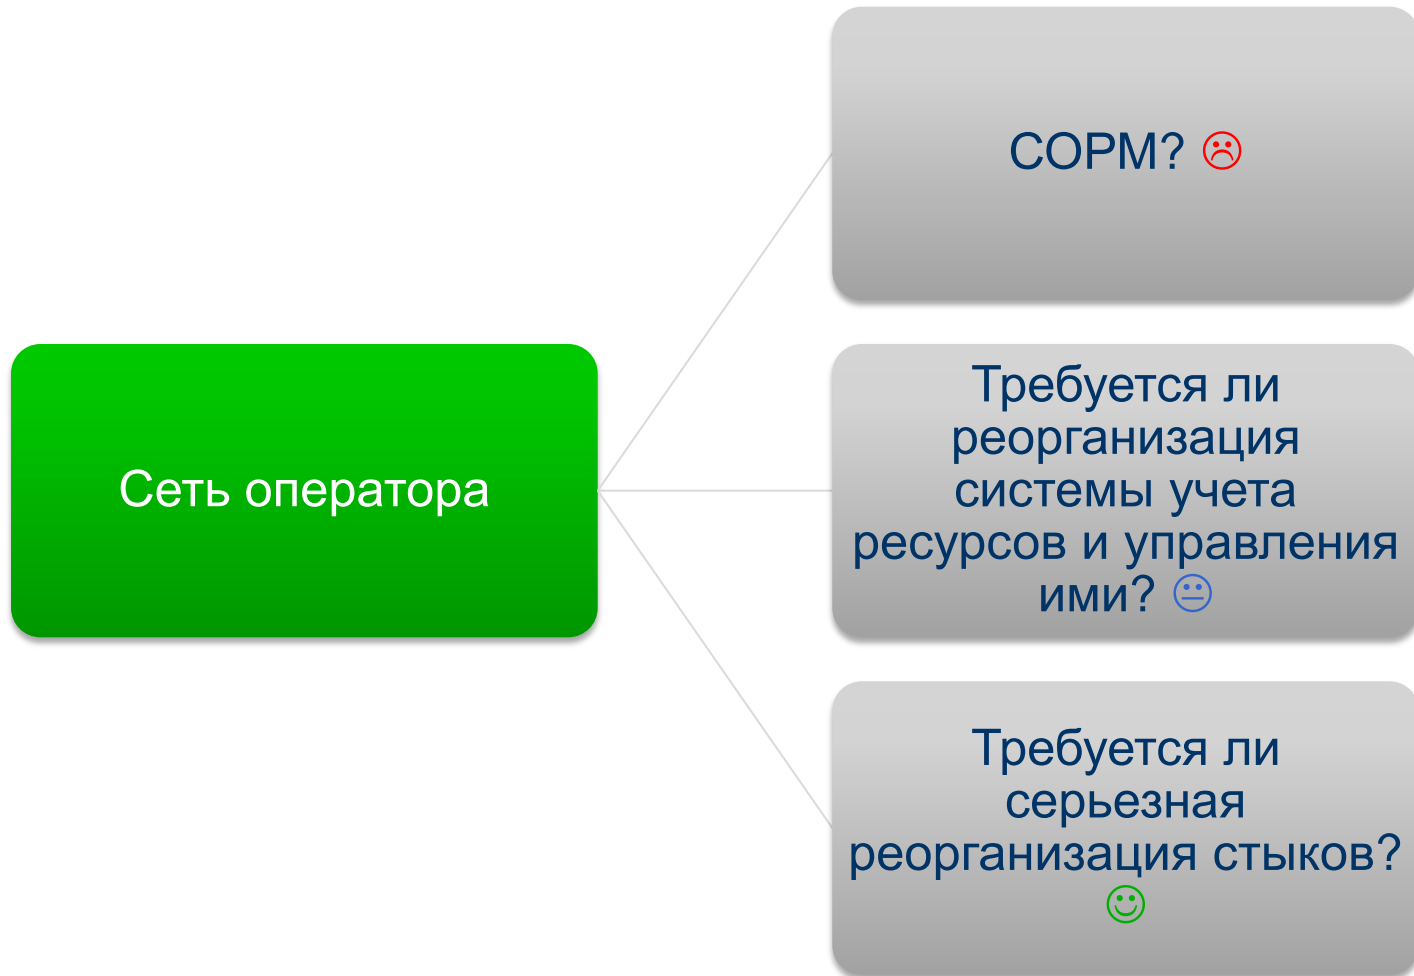 СОРМ? ☹
Сеть оператора
Требуется ли
реорганизация
системы учета
ресурсов и управления
ими? 😐
Требуется ли
серьезная
реорганизация стыков?
☺